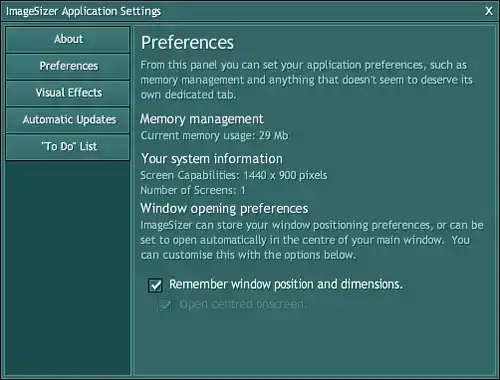 ImageSizer Application Settings
X
About
Preferences
Visual Effects
Automatic Updates
"To Do" List
Preferences
From this panel you can set your application preferences, such as
memory management and anything that doesn't seem to deserve its
own dedicated tab.
Memory management
Current memory usage: 29 Mb
Your system information
Screen Capabilities: 1440 x 900 pixels
Number of Screens: 1
Window opening preferences
ImageSizer can store your window positioning preferences, or can be
set to open automatically in the centre of your main window. You
can customise this with the options below.
Remember window position and dimensions.
Open centred onscreen.